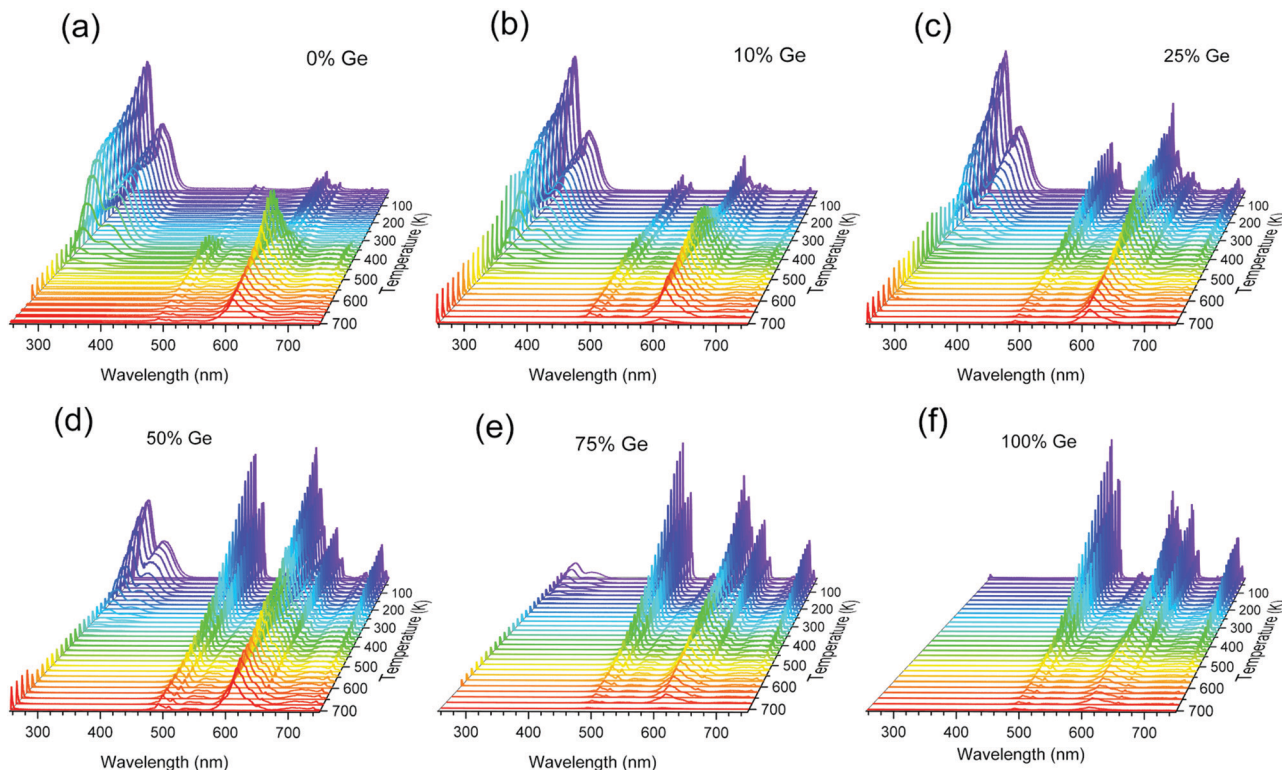 (a)
0% Ge
100
200
300
400
500
600
700
Temperature (K)
300 400 500 600 700
Wavelength (nm)
(b)
10% Ge
100
200
300
400
500
600
700
Temperature (K)
300 400 500 600 700
Wavelength (nm)
(c)
25% Ge
100
200
300
400
500
600
700
Temperature (K)
300 400 500 600 700
Wavelength (nm)
(d)
50% Ge
100
200
300
400
500
600
700
Temperature (K)
300 400 500 600 700
Wavelength (nm)
(e)
75% Ge
100
200
300
400
500
600
700
Temperature (K)
300 400 500 600 700
Wavelength (nm)
(f)
100% Ge
100
200
300
400
500
600
700
Temperature (K)
300 400 500 600 700
Wavelength (nm)